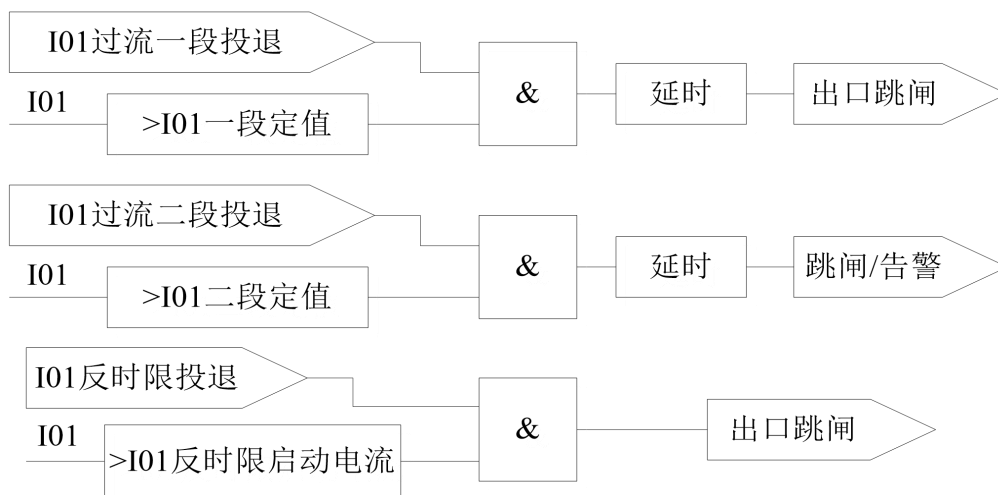 I01过流一段投退
I01
>I01一段定值
&
延时
出口跳闸
I01过流二段投退
I01
>I01二段定值
&
延时
跳闸/告警
I01反时限投退
I01
>I01反时限启动电流
&
出口跳闸